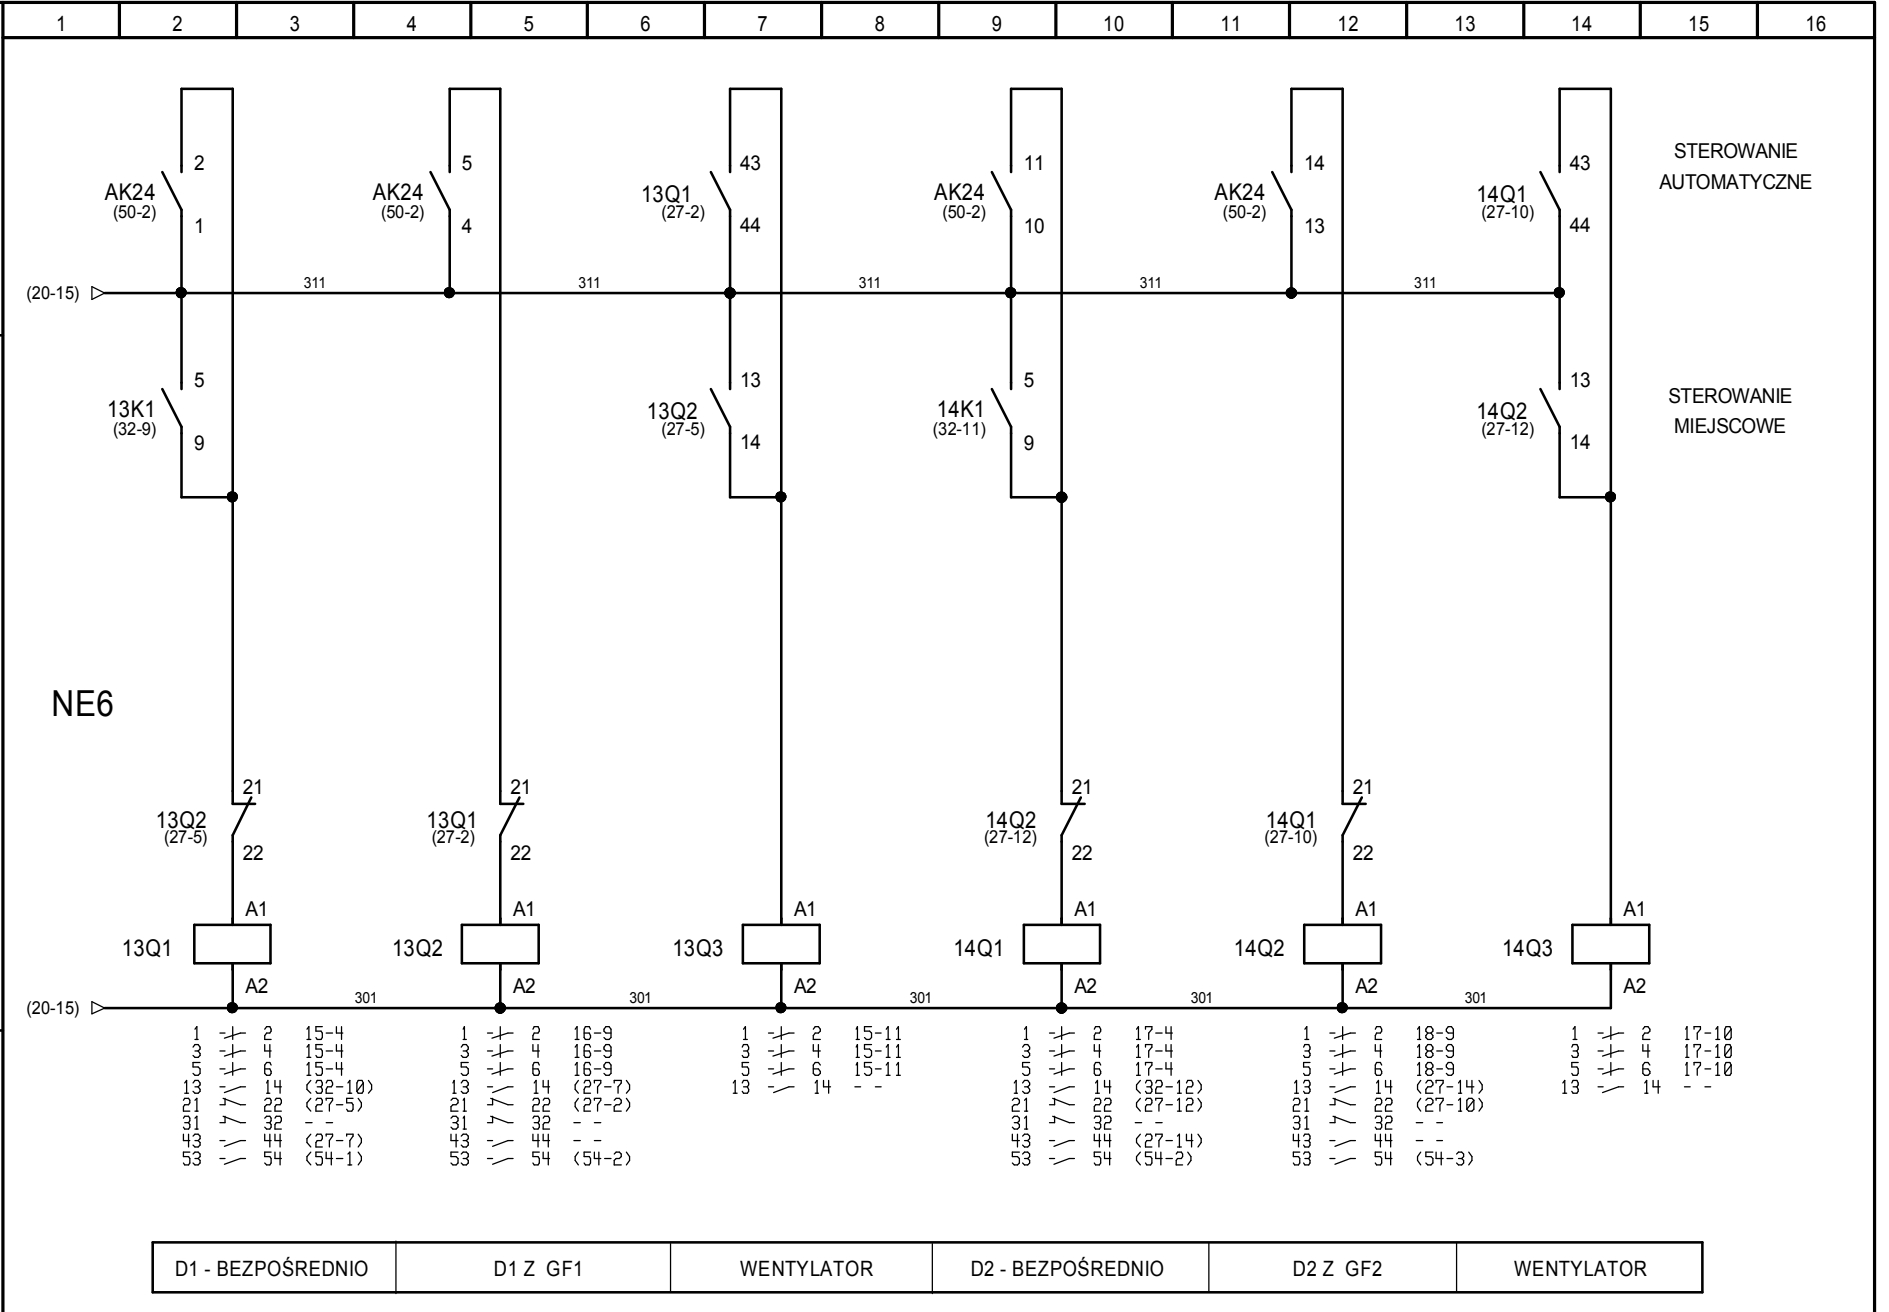 1 2 3 4 5 6 7 8 9 10 11 12 13 14 15 16
2 5 43 11 14 43 STEROWANIE
AK24 AK24 13Q1 AK24 AK24 14Q1 AUTOMATYCZNE
(50-2) (50-2) (27-2) (50-2) (50-2) (27-10)
1 4 44 10 13 44
(20-15) 311 311 311 311 311
5 13 5 13 STEROWANIE
13K1 13Q2 14K1 14Q2 MIEJSCOWE
(32-9) (27-5) (32-11) (27-12)
9 14 9 14
NE6
21 21 21 21
13Q2 13Q1 14Q2 14Q1
(27-5) (27-2) (27-12) (27-10)
22 22 22 22
A1 A1 A1 A1 A1 A1
13Q1 13Q2 13Q3 14Q1 14Q2 14Q3
A2 A2 A2 A2 A2 A2
(20-15) 301 301 301 301 301
1 2 15-4 1 2 16-9 1 2 15-11 1 2 17-4 1 2 18-9 1 2 17-10
3 4 15-4 3 4 16-9 3 4 15-11 3 4 17-4 3 4 18-9 3 4 17-10
5 6 15-4 5 6 16-9 5 6 15-11 5 6 17-4 5 6 18-9 5 6 17-10
13 14 (32-10) 13 14 (27-7) 13 14 - - 13 14 (32-12) 13 14 (27-14) 13 14 - -
21 22 (27-5) 21 22 (27-2) 21 22 (27-12) 21 22 (27-10)
31 32 - - 31 32 - - 31 32 - - 31 32 - -
43 44 (27-7) 43 44 - - 43 44 (27-14) 43 44 - -
53 54 (54-1) 53 54 (54-2) 53 54 (54-2) 53 54 (54-3)
D1 - BEZPOŚREDNIO D1 Z GF1 WENTYLATOR D2 - BEZPOŚREDNIO D2 Z GF2 WENTYLATOR